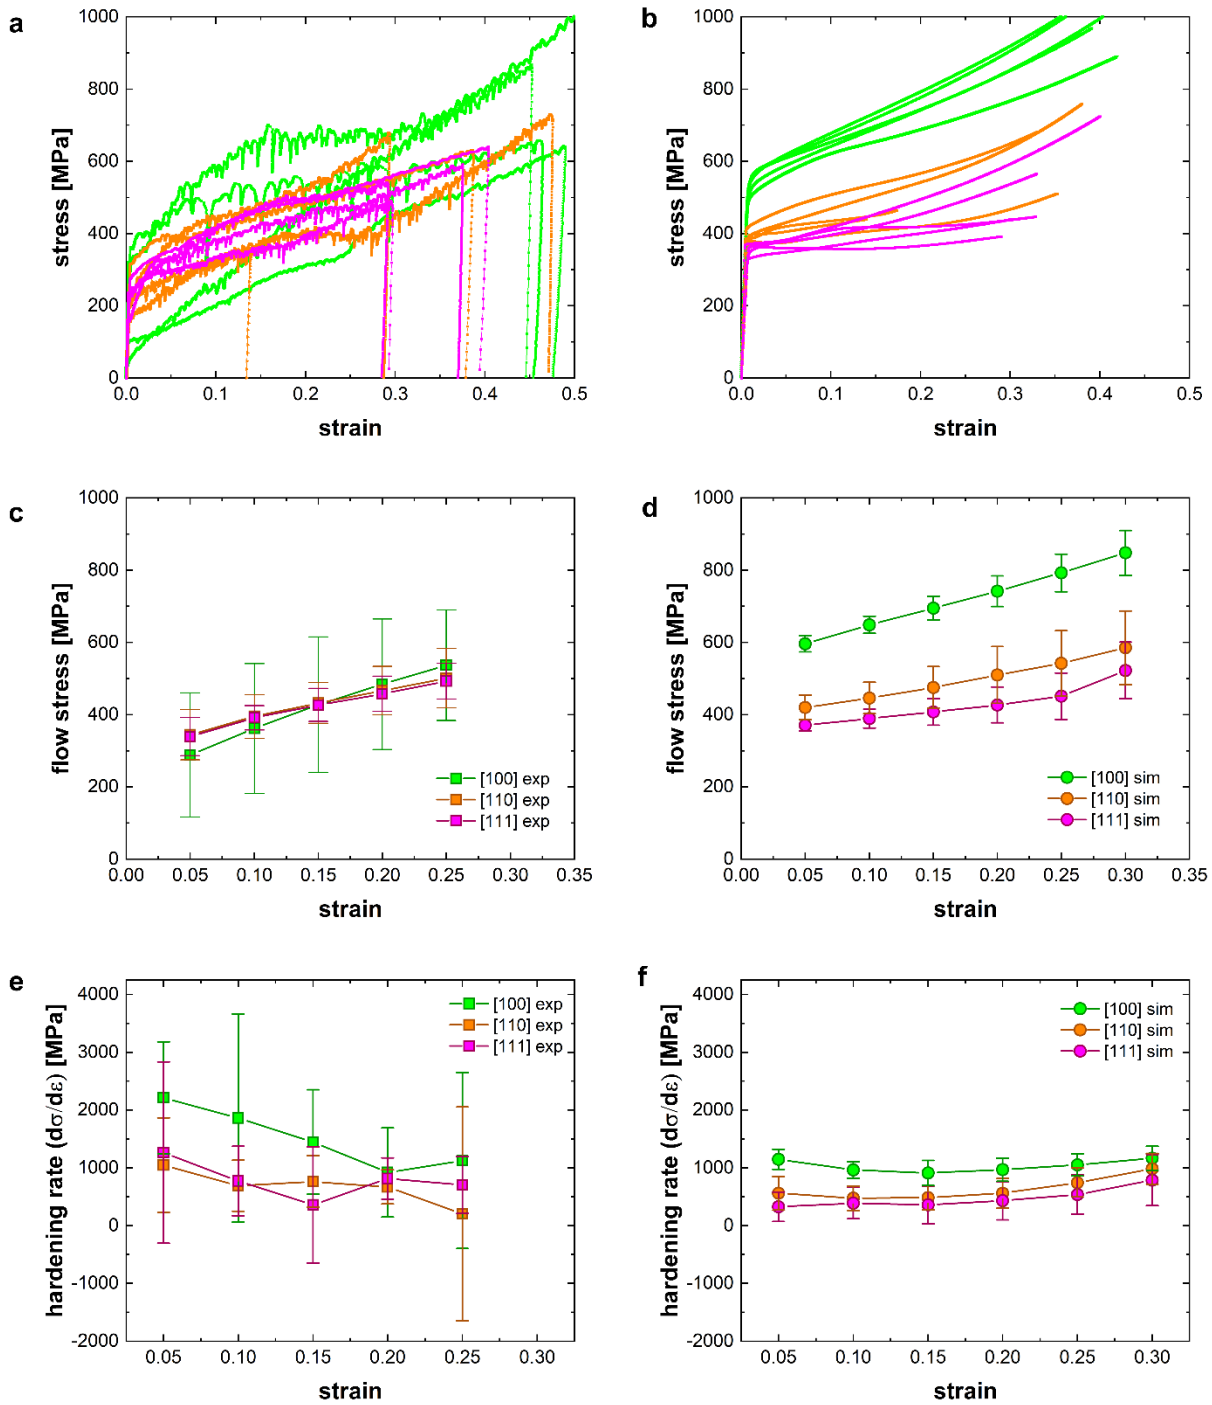 a
1000
800
600
400
200
0
stress [MPa]
0.0 0.1 0.2 0.3 0.4 0.5
strain
b
1000
800
600
400
200
0
stress [MPa]
0.0 0.1 0.2 0.3 0.4 0.5
strain
c
1000
800
600
400
200
0
flow stress [MPa]
[100] exp
[110] exp
[111] exp
0.00 0.05 0.10 0.15 0.20 0.25 0.30 0.35
strain
d
1000
800
600
400
200
0
flow stress [MPa]
[100] sim
[110] sim
[111] sim
0.00 0.05 0.10 0.15 0.20 0.25 0.30 0.35
strain
e
4000
3000
2000
1000
0
-1000
-2000
hardening rate (dσ/dε) [MPa]
[100] exp
[110] exp
[111] exp
0.05 0.10 0.15 0.20 0.25 0.30
strain
f
4000
3000
2000
1000
0
-1000
-2000
hardening rate (dσ/dε) [MPa]
[100] sim
[110] sim
[111] sim
0.05 0.10 0.15 0.20 0.25 0.30
strain